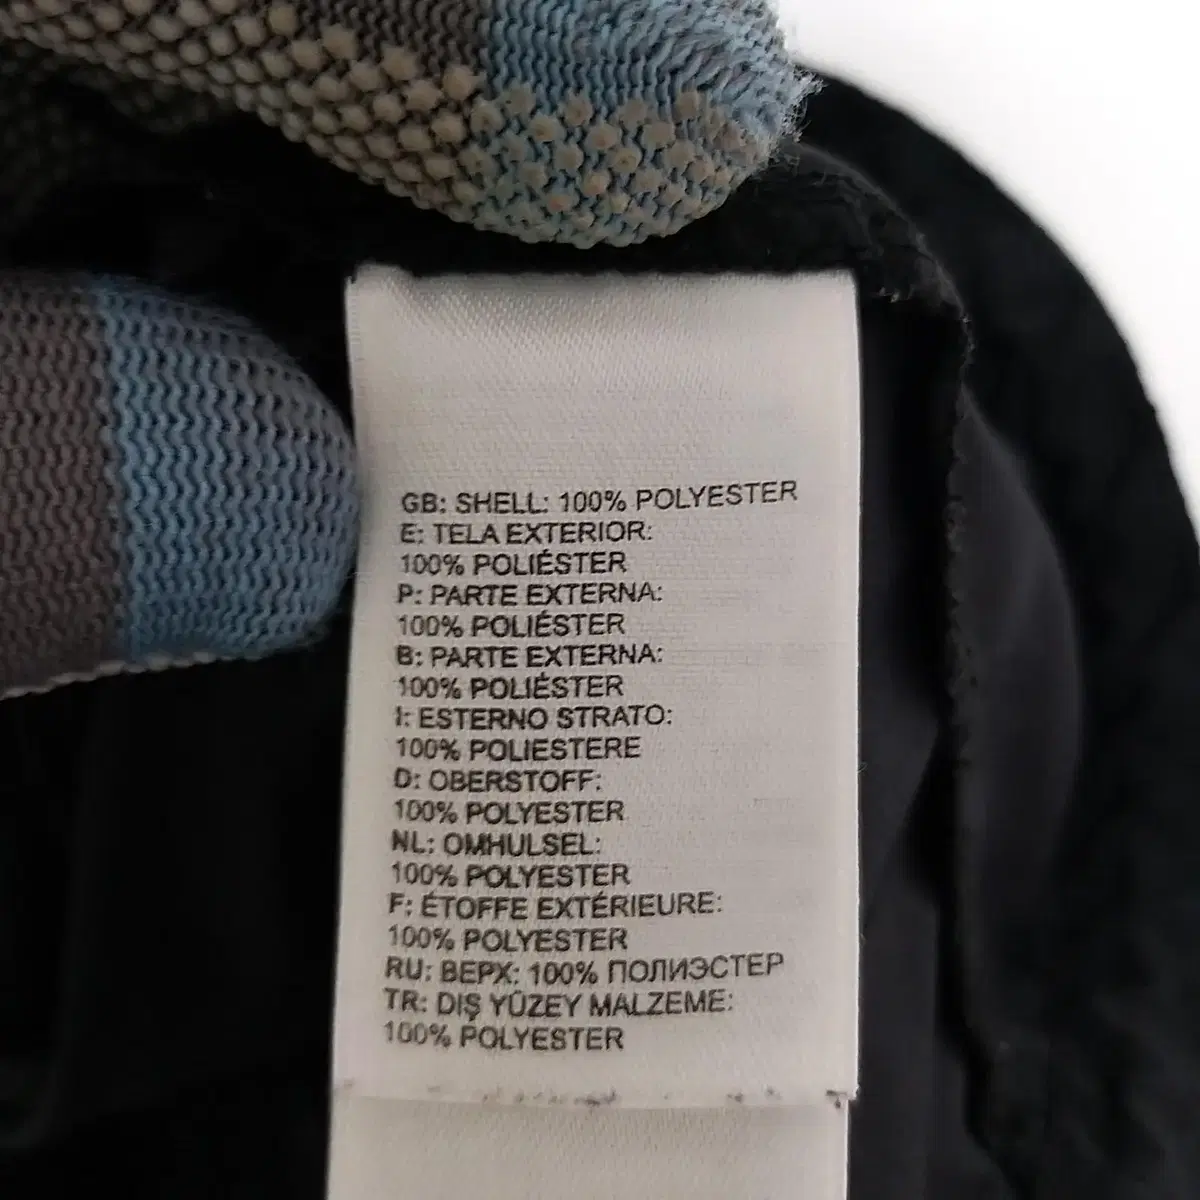 GB: SHELL: 100% POLYESTER
E: TELA EXTERIOR:
100% POLIÉSTER
P: PARTE EXTERNA:
100% POLIÉSTER
B: PARTE EXTERNA:
100% POLIÉSTER
I: ESTERNO STRATO:
100% POLIESTERE
D: OBERSTOFF:
100% POLYESTER
NL: OMHULSEL:
100% POLYESTER
F: ÉTOFFE EXTÉRIEURE:
100% POLYESTER
RU: ВЕРХ: 100% ПОЛИЭСТЕР
TR: DIŞ YÜZEY MALZEME:
100% POLYESTER